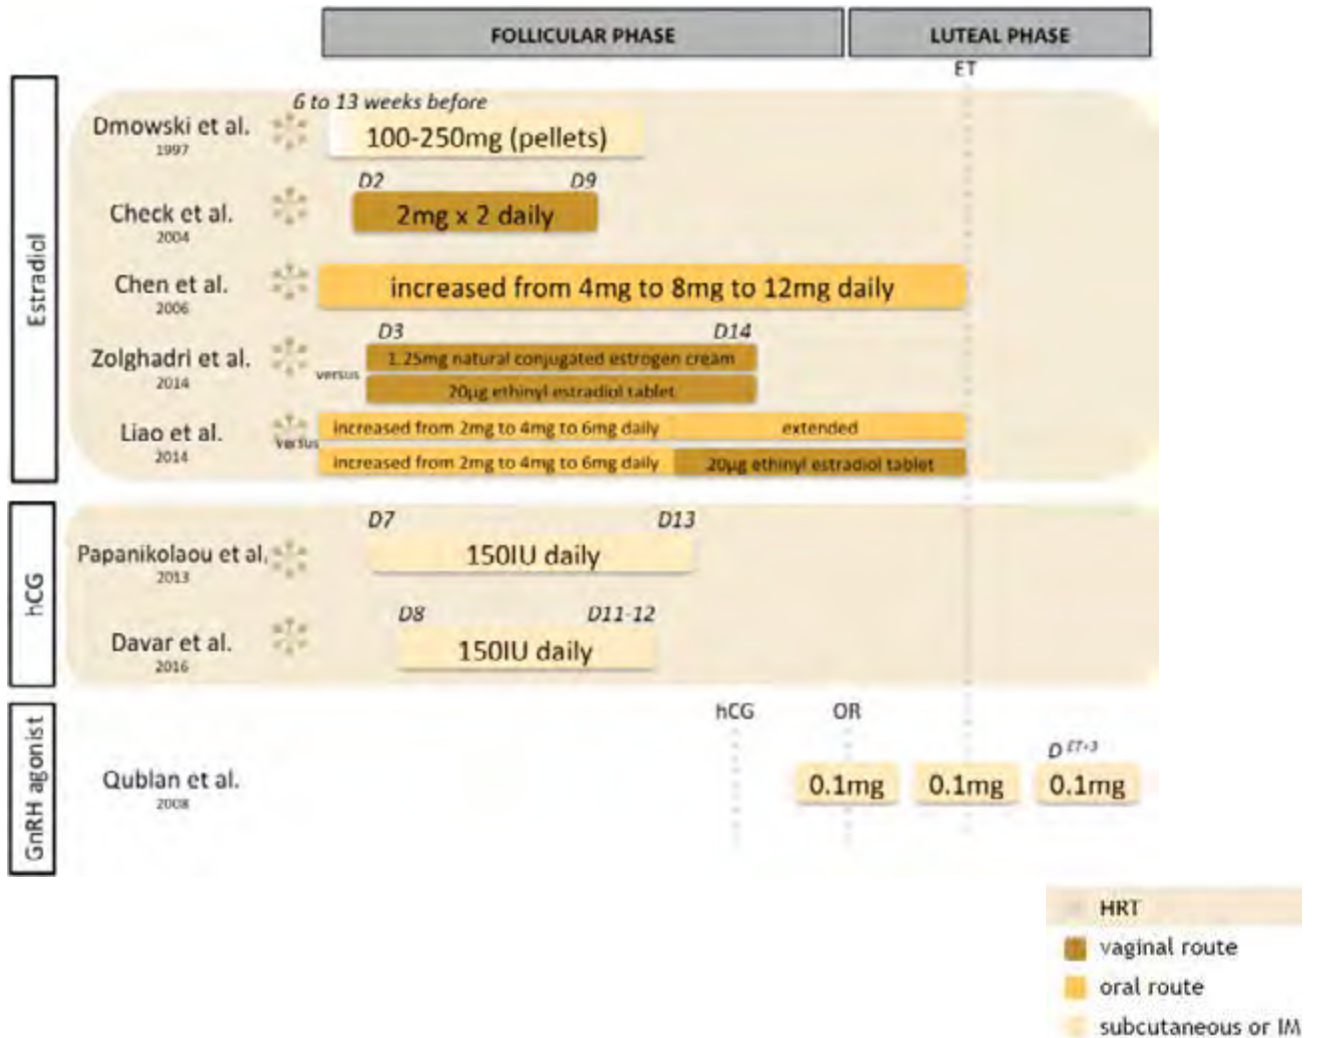 FOLLICULAR PHASE
LUTEAL PHASE
ET
Estradiol
6 to 13 weeks before
Dmowski et al.
1997
100-250mg (pellets)
D2
D9
Check et al.
2004
2mg x 2 daily
Chen et al.
2006
increased from 4mg to 8mg to 12mg daily
D3
D14
Zolghadri et al.
2014
versus
1.25mg natural conjugated estrogen cream
20µg ethinyl estradiol tablet
Liao et al.
2014
versus
increased from 2mg to 4mg to 6mg daily
extended
increased from 2mg to 4mg to 6mg daily
20µg ethinyl estradiol tablet
hCG
D7
D13
Papanikolaou et al.
2013
150IU daily
D8
D11-12
Davar et al.
2016
150IU daily
GnRH agonist
hCG
OR
D ET+3
Qublan et al.
2008
0.1mg
0.1mg
0.1mg
HRT
vaginal route
oral route
subcutaneous or IM